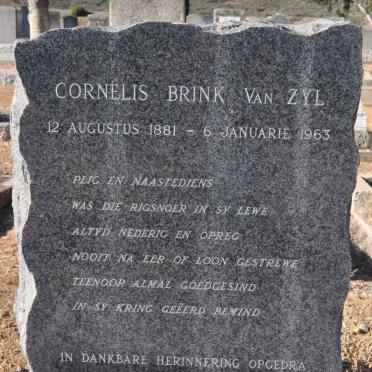 CORNELIS BRINK VAN ZYL
12 AUGUSTUS 1881 – 6 JANUARIE 1963
PLIG EN NAASTEDIENS
WAS DIE RIGSNOER IN SY LEWE
ALTYD NEDERIG EN OPREG
NOOIT NA EER OF LOON GESTREWE
TEENOOR ALMAL GOEDGESIND
IN SY KRING GEËERD BEMIND
IN DANKBARE HERINNERING OPGEDRA